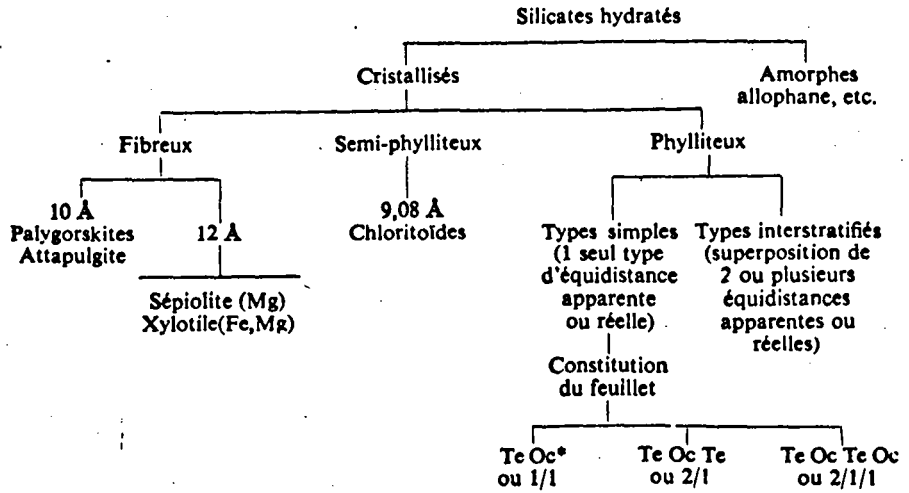 Silicates hydratés
Cristallisés
Amorphes
allophane, etc.
Fibreux
Semi-phylliteux
Phylliteux
10 Å
Palygorskites
Attapulgite
12 Å
Sépiolite (Mg)
Xylotile(Fe,Mg)
9,08 Å
Chloritoïdes
Types simples
(1 seul type
d'équidistance
apparente
ou réelle)
Types interstratifiés
(superposition de
2 ou plusieurs
équidistances
apparentes ou
réelles)
Constitution
du feuillet
Te Oc*
ou 1/1
Te Oc Te
ou 2/1
Te Oc Te Oc
ou 2/1/1